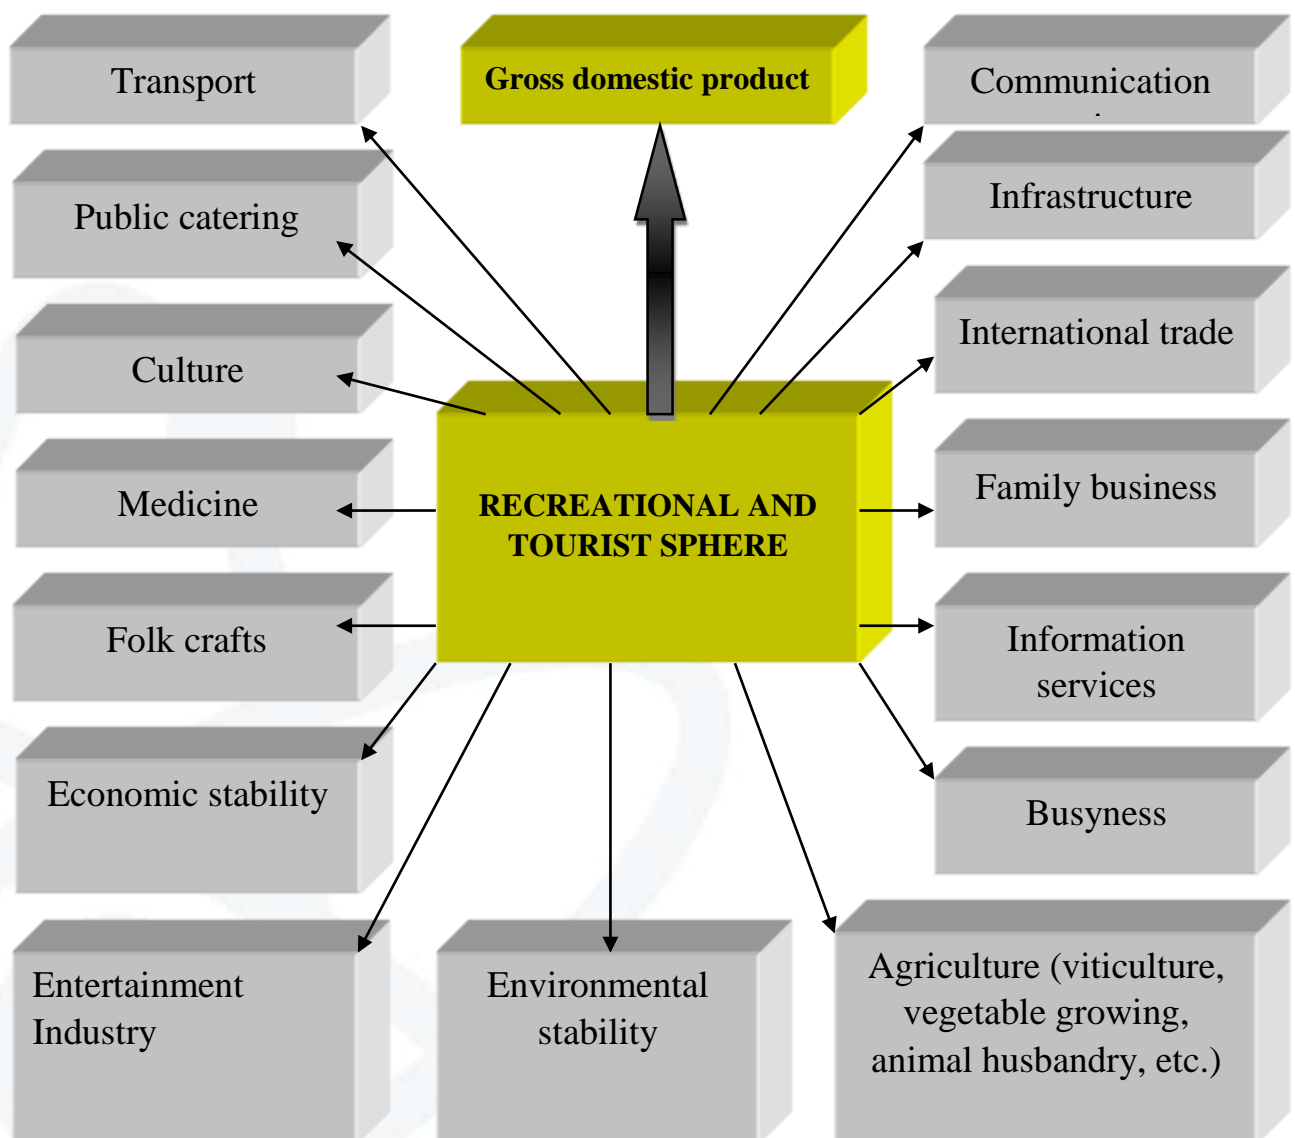 Transport
Gross domestic product
Communication
Public catering
Infrastructure
Culture
International trade
Medicine
RECREATIONAL AND
TOURIST SPHERE
Family business
Folk crafts
Information
services
Economic stability
Busyness
Entertainment
Industry
Environmental
stability
Agriculture (viticulture,
vegetable growing,
animal husbandry, etc.)